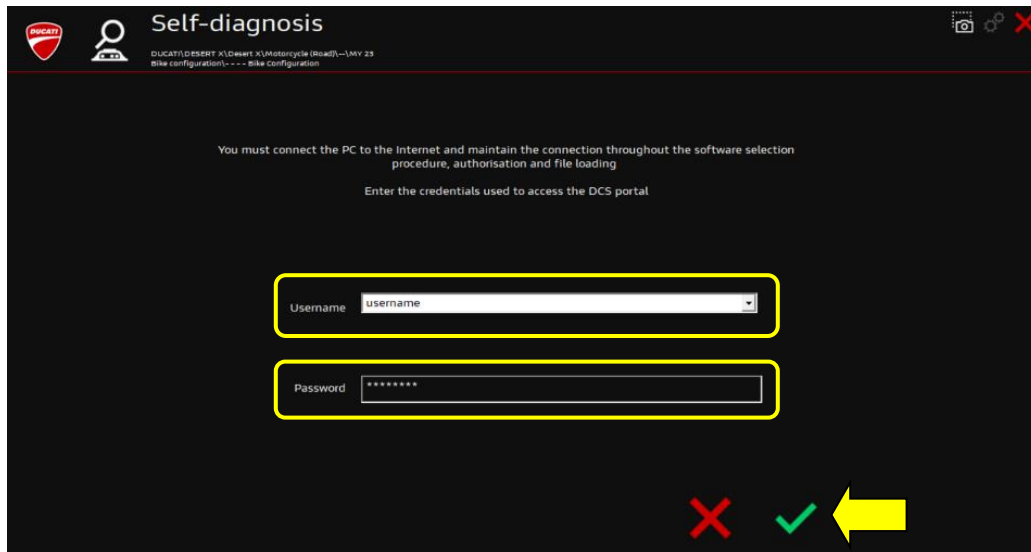 DUCATI
Self-diagnosis
DUCATI\DESERT X\Desert X\Motorcycle (Road)\--\MY 23
Bike configuration\- - - - Bike Configuration
You must connect the PC to the Internet and maintain the connection throughout the software selection
procedure, authorisation and file loading
Enter the credentials used to access the DCS portal
Username username
Password ********